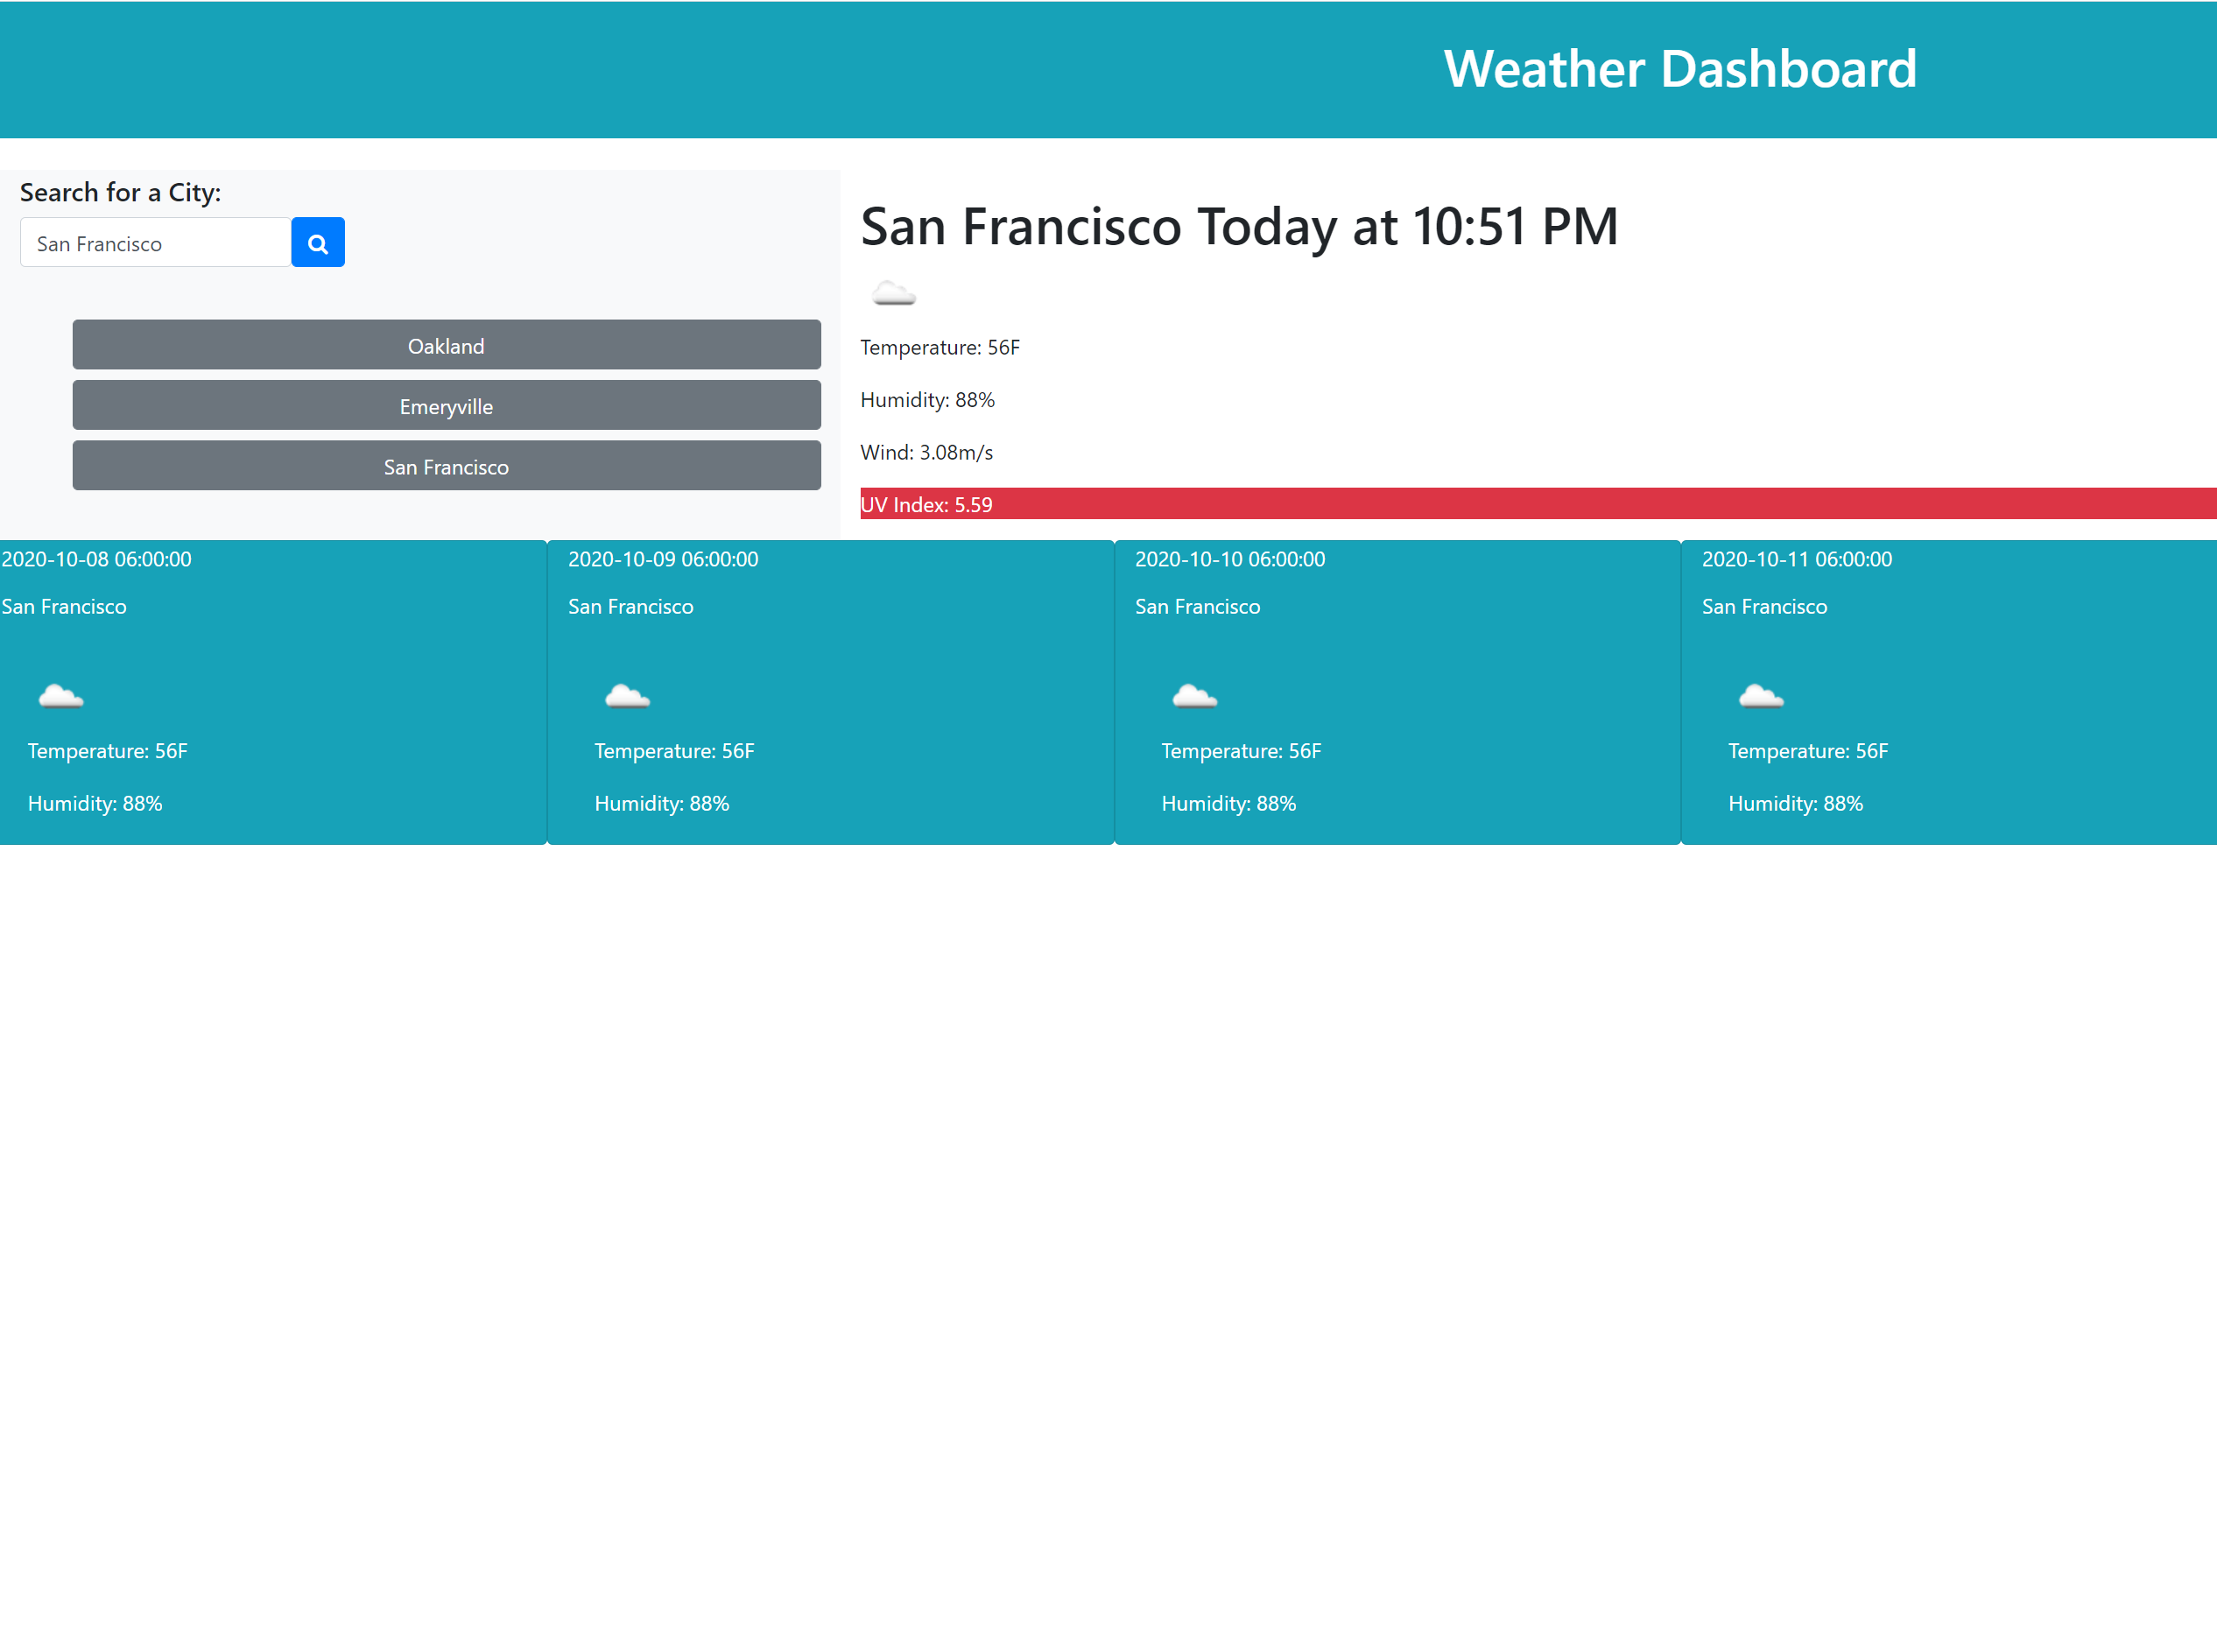 Weather Dashboard
Search for a City:
San Francisco
Oakland
Emeryville
San Francisco
San Francisco Today at 10:51 PM
Temperature: 56F
Humidity: 88%
Wind: 3.08m/s
UV Index: 5.59
2020-10-08 06:00:00
San Francisco
Temperature: 56F
Humidity: 88%
2020-10-09 06:00:00
San Francisco
Temperature: 56F
Humidity: 88%
2020-10-10 06:00:00
San Francisco
Temperature: 56F
Humidity: 88%
2020-10-11 06:00:00
San Francisco
Temperature: 56F
Humidity: 88%